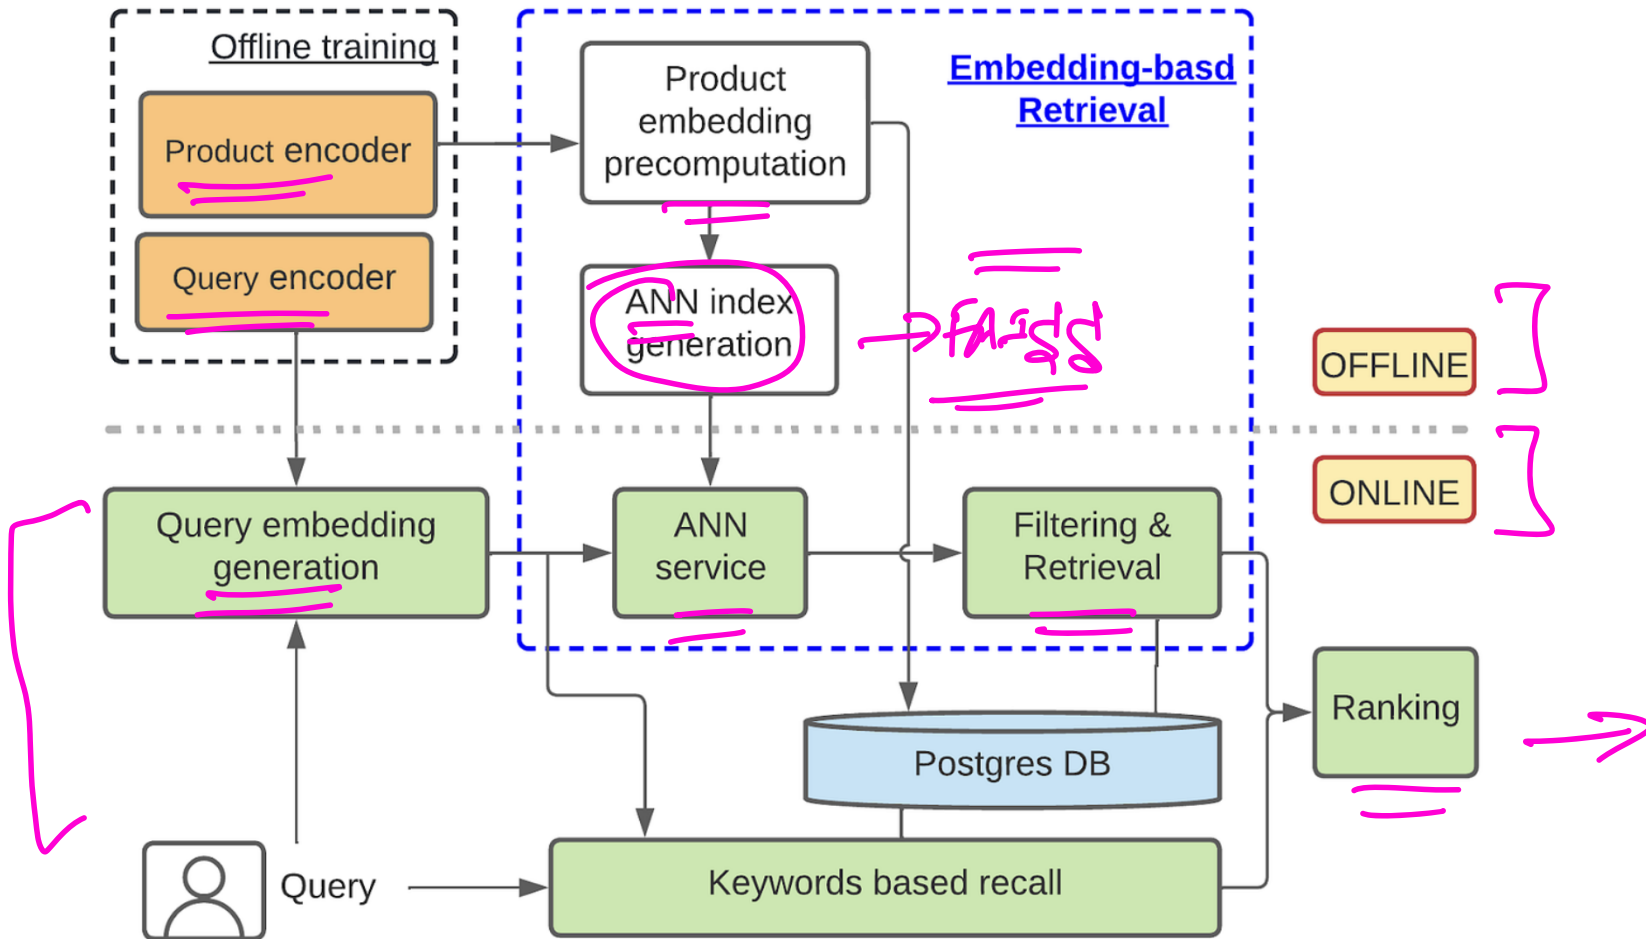 Offline training
Product encoder
Query encoder
Product
embedding
precomputation
Embedding-basd
Retrieval
ANN index
generation
FAISS
OFFLINE
ONLINE
Query embedding
generation
ANN
service
Filtering &
Retrieval
Ranking
Postgres DB
Query
Keywords based recall